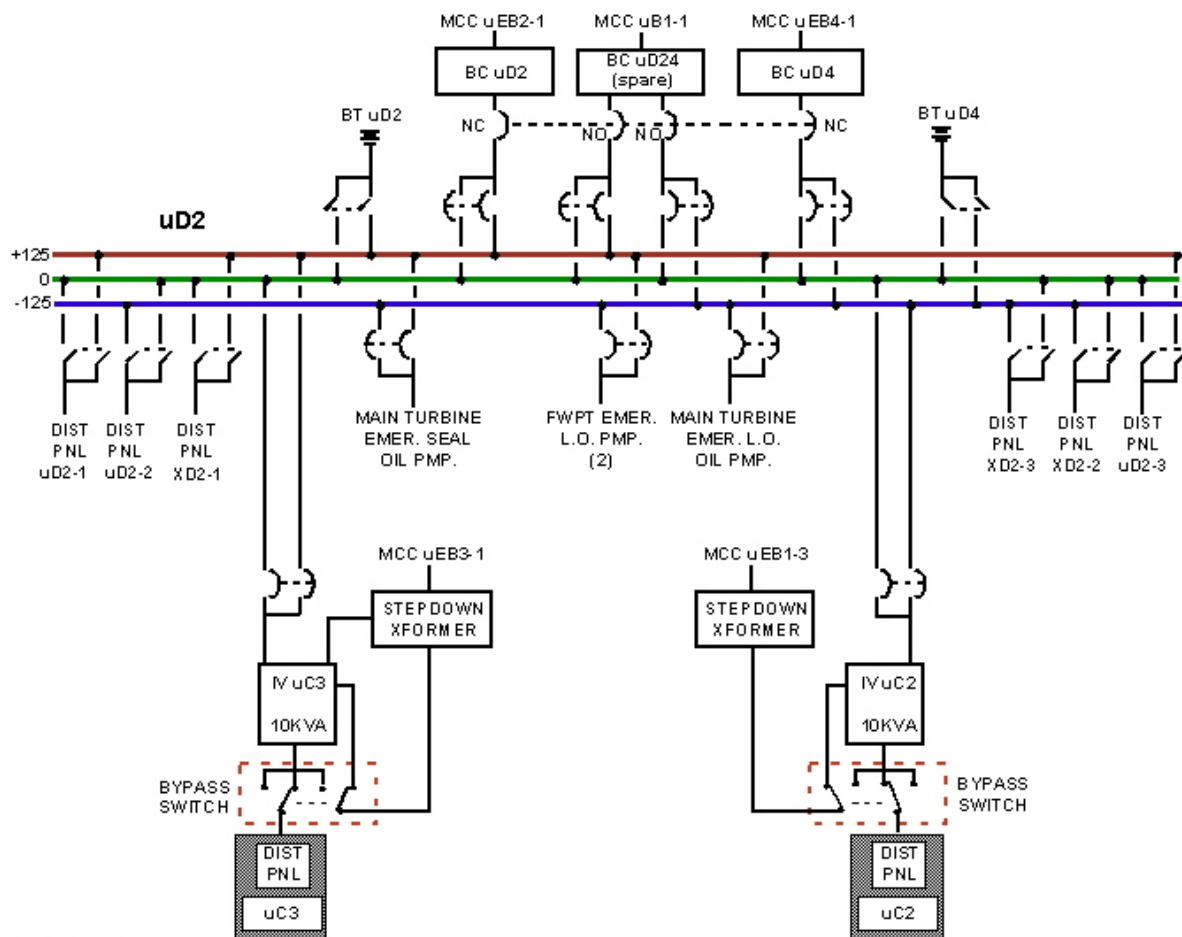 MCC uEB2-1
MCC uB1-1
MCC uEB4-1
BC uD2
BC uD24
(spare)
BC uD4
BT uD2
NC
NO
NO
NC
BT uD4
uD2
+125
0
-125
DIST
PNL
uD2-1
DIST
PNL
uD2-2
DIST
PNL
XD2-1
MAIN TURBINE
EMER. SEAL
OIL PMP.
FWPT EMER.
L.O. PMP.
(2)
MAIN TURBINE
EMER. L.O.
OIL PMP.
DIST
PNL
XD2-3
DIST
PNL
XD2-2
DIST
PNL
uD2-3
MCC uEB3-1
STEPDOWN
XFORMER
MCC uEB1-3
STEPDOWN
XFORMER
IV uC3
10KVA
IV uC2
10KVA
BYPASS
SWITCH
BYPASS
SWITCH
DIST
PNL
uC3
DIST
PNL
uC2